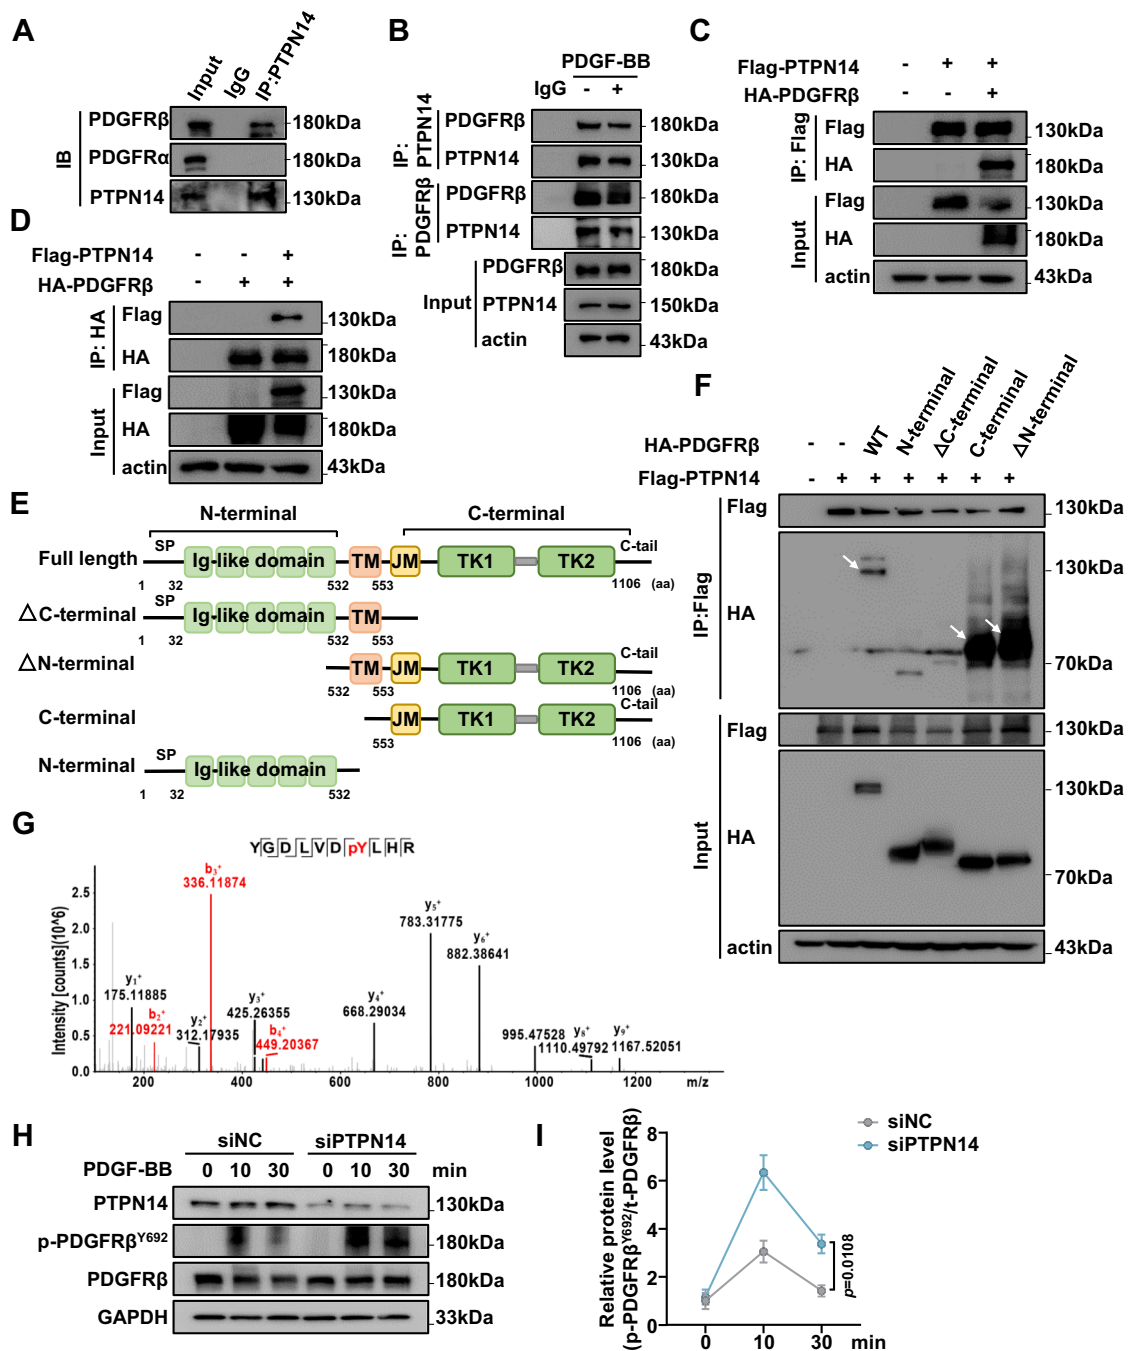 A
Input
IgG
IP:PTPN14
IB
PDGFRβ
180kDa
PDGFRα
180kDa
PTPN14
130kDa
B
PDGF-BB
IgG - +
IP: PTPN14
PDGFRβ
180kDa
PTPN14
130kDa
IP: PDGFRβ
PDGFRβ
180kDa
PTPN14
130kDa
Input
PDGFRβ
180kDa
PTPN14
150kDa
actin
43kDa
C
Flag-PTPN14 - + +
HA-PDGFRβ - - +
IP: Flag
Flag
130kDa
HA
180kDa
Input
Flag
130kDa
HA
180kDa
actin
43kDa
D
Flag-PTPN14 - - +
HA-PDGFRβ - + +
IP: HA
Flag
130kDa
HA
180kDa
Input
Flag
130kDa
HA
180kDa
actin
43kDa
E
N-terminal
C-terminal
Full length
SP
Ig-like domain
TM
JM
TK1
TK2
C-tail
1 32 532 553 1106 (aa)
△C-terminal
SP
Ig-like domain
TM
1 32 532 553
△N-terminal
TM
JM
TK1
TK2
C-tail
532 553 1106 (aa)
C-terminal
JM
TK1
TK2
C-tail
553 1106 (aa)
N-terminal
SP
Ig-like domain
1 32 532
F
HA-PDGFRβ - - WT N-terminal ΔC-terminal C-terminal ΔN-terminal
Flag-PTPN14 - + + + + + +
IP:Flag
Flag
130kDa
HA
130kDa
70kDa
Input
Flag
130kDa
HA
130kDa
70kDa
actin
43kDa
G
YGDLVDpYLHR
Intensity [counts](10^6)
2.5
2.0
1.5
1.0
0.5
0.0
200 400 600 800 1000 1200 m/z
y₁⁺
175.11885
b₂⁺
221.09221
y₂⁺
312.17935
b₃⁺
336.11874
y₃⁺
425.26355
b₄⁺
449.20367
y₄⁺
668.29034
y₅⁺
783.31775
y₆⁺
882.38641
995.47528
y₈⁺
1110.49792
y₉⁺
1167.52051
H
siNC siPTPN14
PDGF-BB 0 10 30 0 10 30 min
PTPN14
130kDa
p-PDGFRβY692
180kDa
PDGFRβ
180kDa
GAPDH
33kDa
I
siNC
siPTPN14
Relative protein level
(p-PDGFRβY692/t-PDGFRβ)
8
6
4
2
0
0 10 30 min
p=0.0108